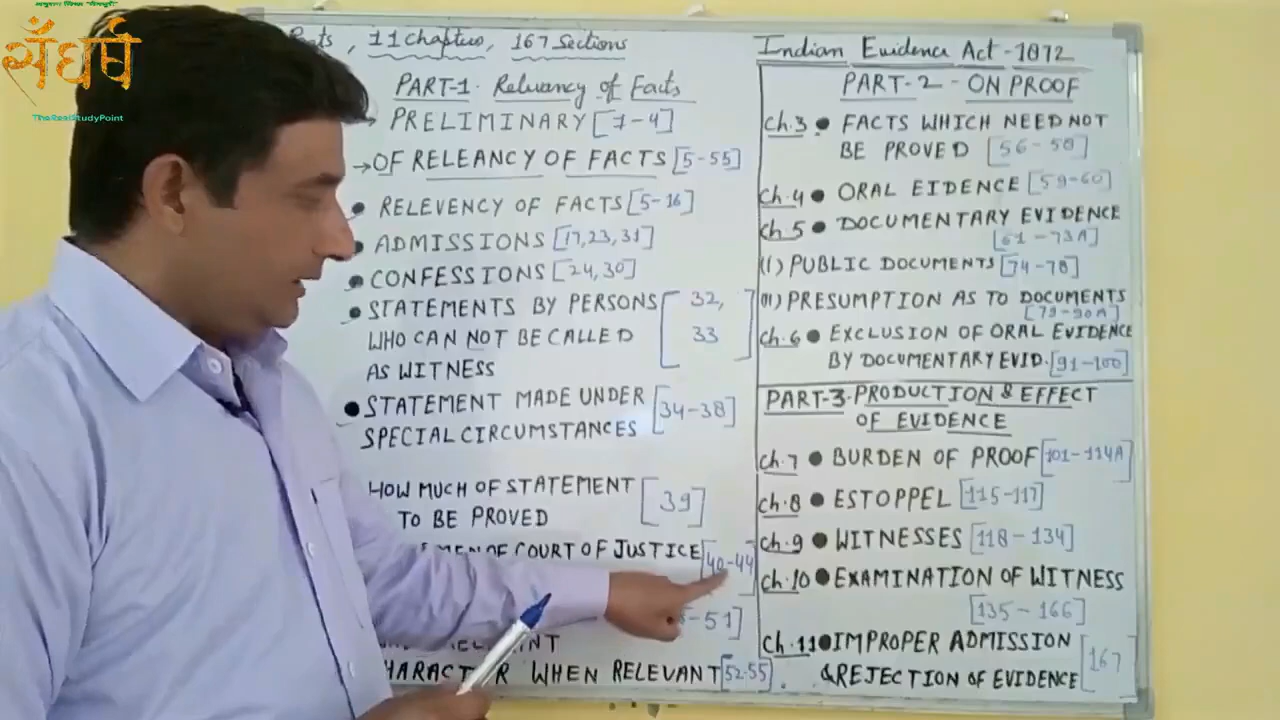 संघर्ष
TheRealStudyPoint
, 11 Chapters, 167 Sections
PART-1. Relevancy of Facts
PRELIMINARY [1-4]
→OF RELEANCY OF FACTS [5-55]
• RELEVENCY OF FACTS [5-16]
• ADMISSIONS [17,23,31]
• CONFESSIONS [24,30]
• STATEMENTS BY PERSONS [32,
WHO CAN NOT BE CALLED 33]
AS WITNESS
• STATEMENT MADE UNDER [34-38]
SPECIAL CIRCUMSTANCES
HOW MUCH OF STATEMENT [39]
TO BE PROVED
OF COURT OF JUSTICE [40-44]
-51]
WHEN RELEVANT [52-55]
Indian Evidence Act-1872
PART-2-ON PROOF
Ch.3 • FACTS WHICH NEED NOT
BE PROVED [56-58]
Ch.4 • ORAL EIDENCE [59-60]
Ch.5 • DOCUMENTARY EVIDENCE
[61-73A]
(I) PUBLIC DOCUMENTS [74-78]
(II) PRESUMPTION AS TO DOCUMENTS
[79-90A]
Ch.6 • EXCLUSION OF ORAL EVIDENCE
BY DOCUMENTARY EVID. [91-100]
PART-3. PRODUCTION & EFFECT
OF EVIDENCE
Ch.7 • BURDEN OF PROOF [101-114A]
Ch.8 • ESTOPPEL [115-117]
Ch.9 • WITNESSES [118-134]
Ch.10 • EXAMINATION OF WITNESS
[135-166]
Ch.11 • IMPROPER ADMISSION
& REJECTION OF EVIDENCE [167]